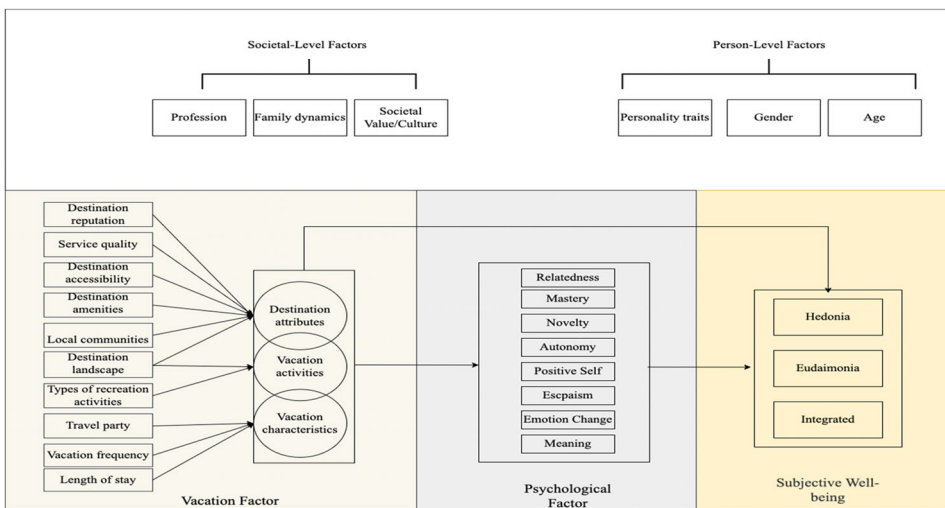 Societal-Level Factors
Person-Level Factors
Profession
Family dynamics
Societal
Value/Culture
Personality traits
Gender
Age
Destination
reputation
Service quality
Destination
accessibility
Destination
amenities
Local communities
Destination
landscape
Types of recreation
activities
Travel party
Vacation frequency
Length of stay
Destination
attributes
Vacation
activities
Vacation
characteristics
Vacation Factor
Relatedness
Mastery
Novelty
Autonomy
Positive Self
Escpaism
Emotion Change
Meaning
Psychological
Factor
Hedonia
Eudaimonia
Integrated
Subjective Well-
being